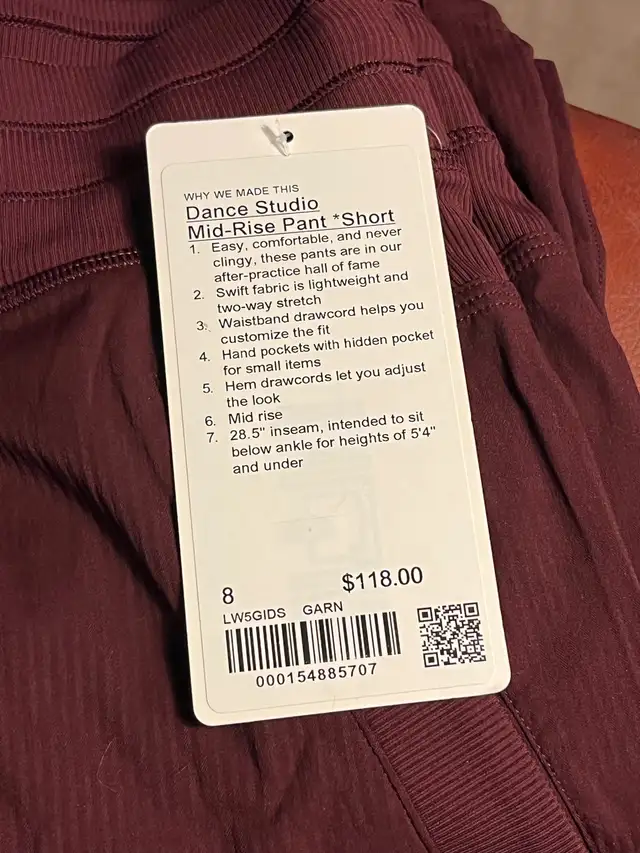 WHY WE MADE THIS
Dance Studio
Mid-Rise Pant *Short
1. Easy, comfortable, and never
clingy, these pants are in our
after-practice hall of fame
2. Swift fabric is lightweight and
two-way stretch
3. Waistband drawcord helps you
customize the fit
4. Hand pockets with hidden pocket
for small items
5. Hem drawcords let you adjust
the look
6. Mid rise
7. 28.5" inseam, intended to sit
below ankle for heights of 5'4"
and under
8 $118.00
LW5GIDS GARN
000154885707